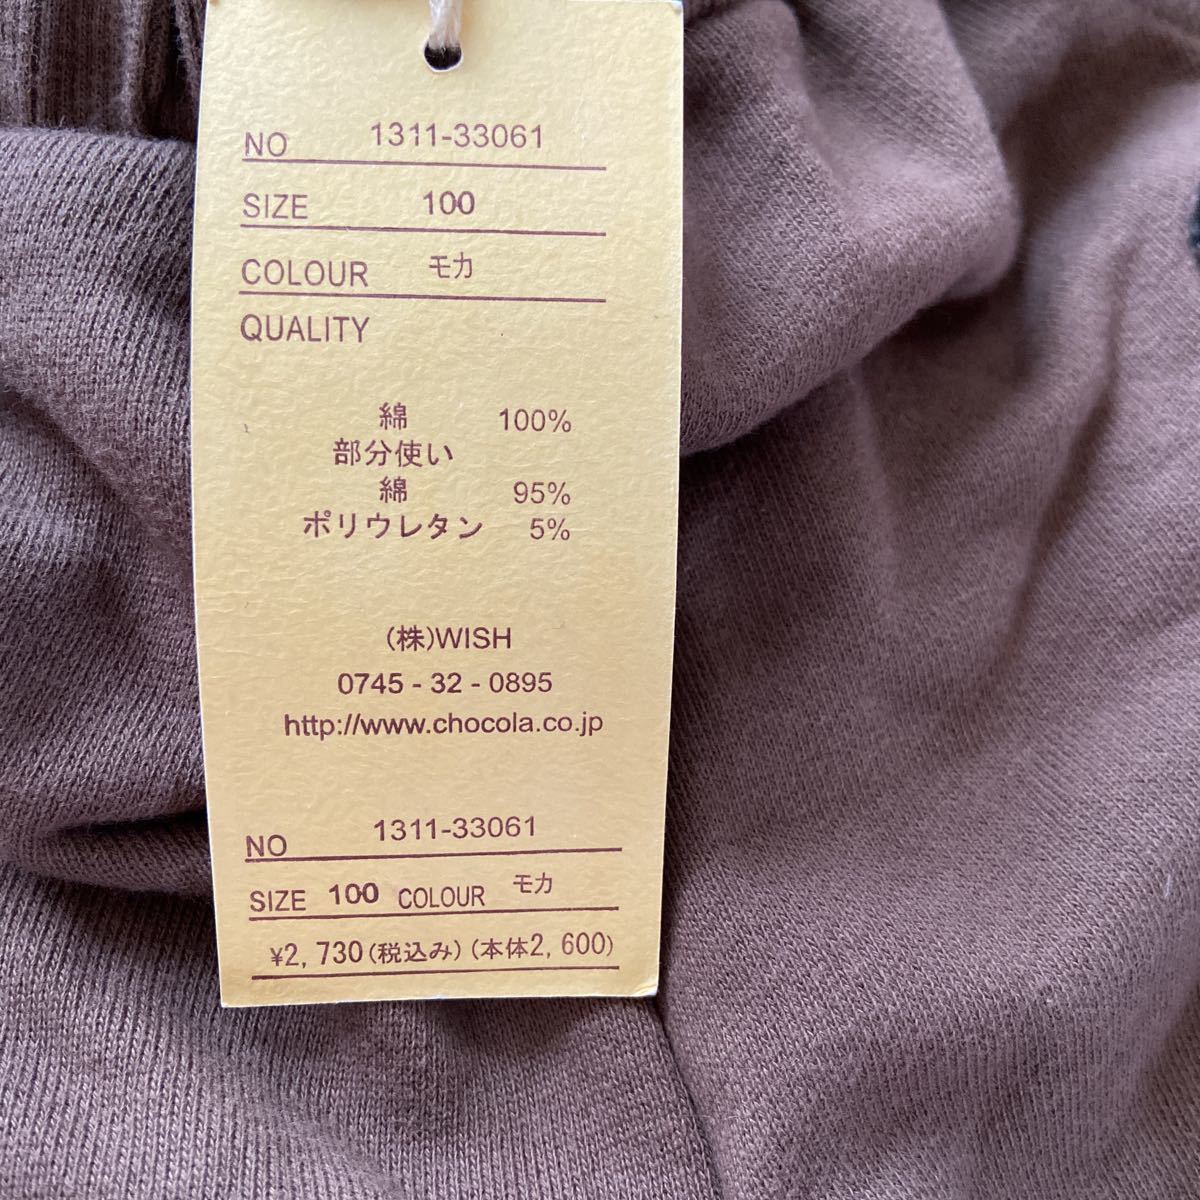 NO 1311-33061
SIZE 100
COLOUR モカ
QUALITY
綿 100%
部分使い
綿 95%
ポリウレタン 5%
(株)WISH
0745 - 32 - 0895
http://www.chocola.co.jp
NO 1311-33061
SIZE 100 COLOUR モカ
¥2, 730(税込み) (本体2, 600)